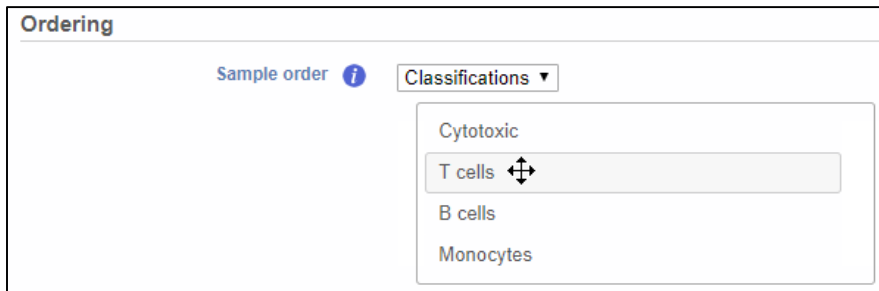 Ordering
Sample order i Classifications ▼
Cytotoxic
T cells
B cells
Monocytes